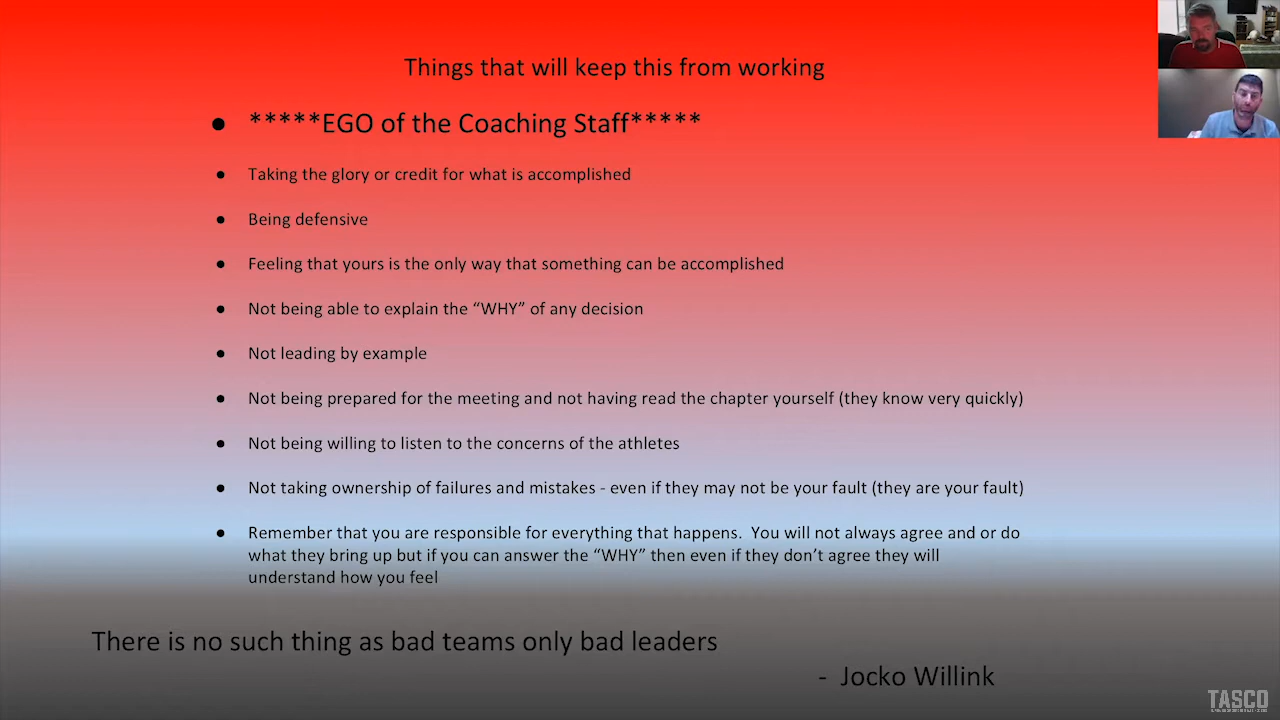 Things that will keep this from working
● *****EGO of the Coaching Staff*****
● Taking the glory or credit for what is accomplished
● Being defensive
● Feeling that yours is the only way that something can be accomplished
● Not being able to explain the “WHY” of any decision
● Not leading by example
● Not being prepared for the meeting and not having read the chapter yourself (they know very quickly)
● Not being willing to listen to the concerns of the athletes
● Not taking ownership of failures and mistakes - even if they may not be your fault (they are your fault)
● Remember that you are responsible for everything that happens.  You will not always agree and or do
what they bring up but if you can answer the “WHY” then even if they don’t agree they will
understand how you feel
There is no such thing as bad teams only bad leaders
- Jocko Willink
TASCO